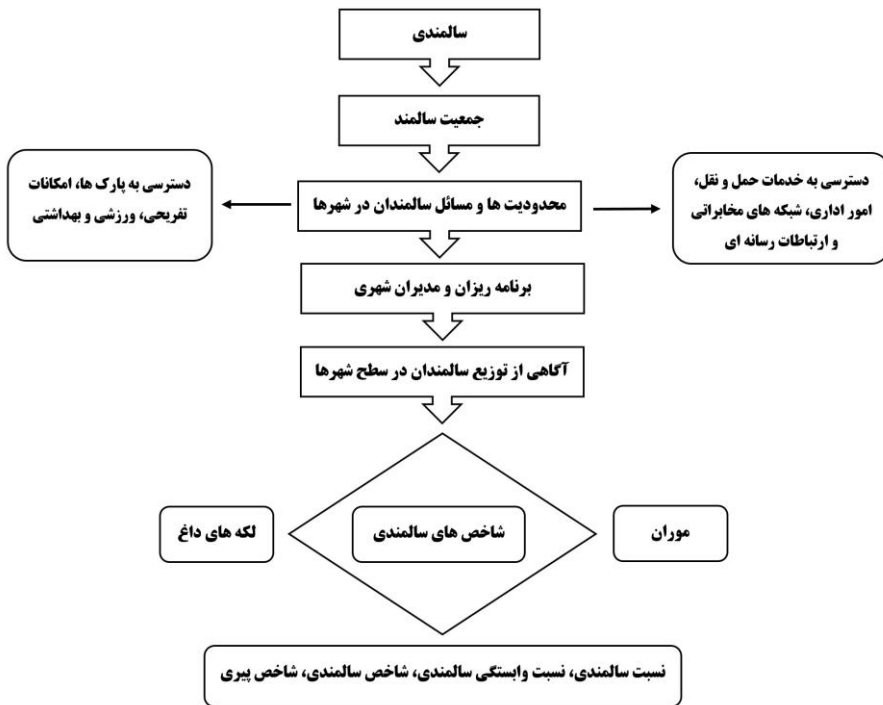 سالمندی
جمعیت سالمند
دسترسی به خدمات حمل و نقل،
امور اداری، شبکه های مخابراتی
و ارتباطات رسانه ای
محدودیت ها و مسائل سالمندان در شهرها
دسترسی به پارک ها، امکانات
تفریحی، ورزشی و بهداشتی
برنامه ریزان و مدیران شهری
آگاهی از توزیع سالمندان در سطح شهرها
موران
شاخص های سالمندی
لکه های داغ
نسبت سالمندی، نسبت وابستگی سالمندی، شاخص سالمندی، شاخص پیری